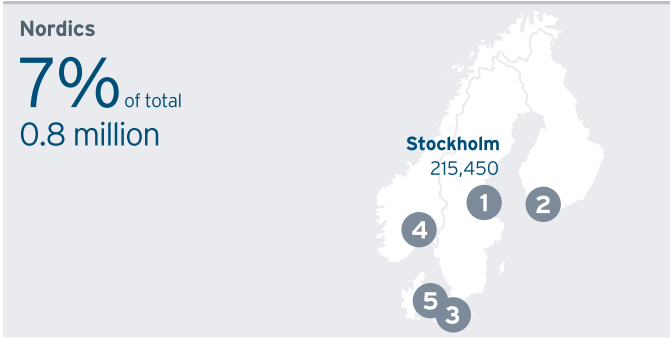 Nordics
7% of total
0.8 million
Stockholm
215,450
1
2
4
5
3